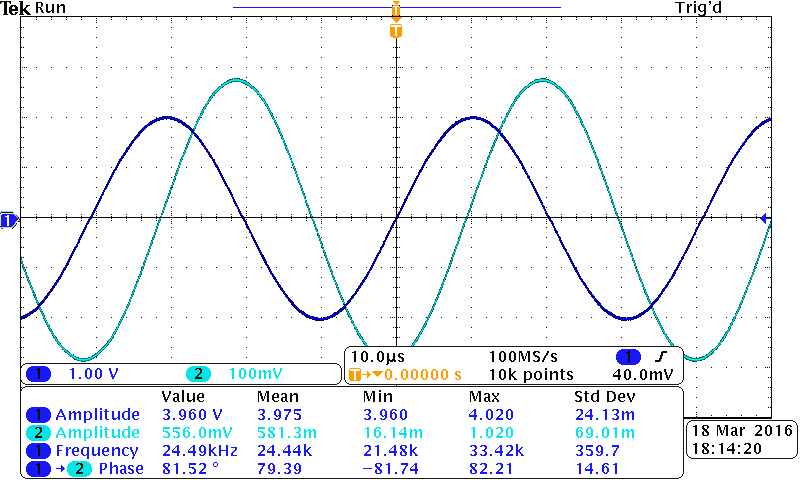 Tek Run Trig'd
T
T
1
10.0µs 100MS/s 1
1 1.00 V 2 100mV T→▼0.00000 s 10k points 40.0mV
Value Mean Min Max Std Dev
1 Amplitude 3.960 V 3.975 3.960 4.020 24.13m
2 Amplitude 556.0mV 581.3m 16.14m 1.020 69.01m
1 Frequency 24.49kHz 24.44k 21.48k 33.42k 359.7
1 →2 Phase 81.52 ° 79.39 −81.74 82.21 14.61
18 Mar 2016
18:14:20